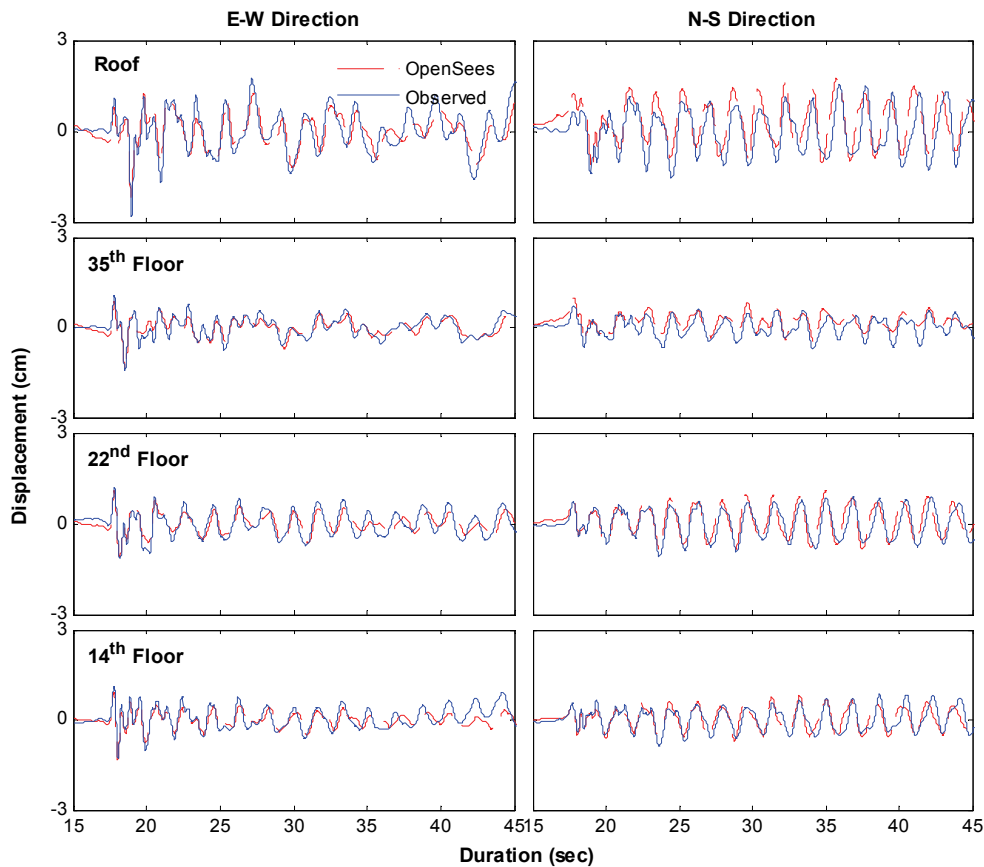 E-W Direction
N-S Direction
3
Roof
OpenSees
Observed
0
-3
3
35th Floor
0
-3
3
22nd Floor
0
-3
3
14th Floor
0
-3
Displacement (cm)
15 20 25 30 35 40 45 15 20 25 30 35 40 45
Duration (sec)